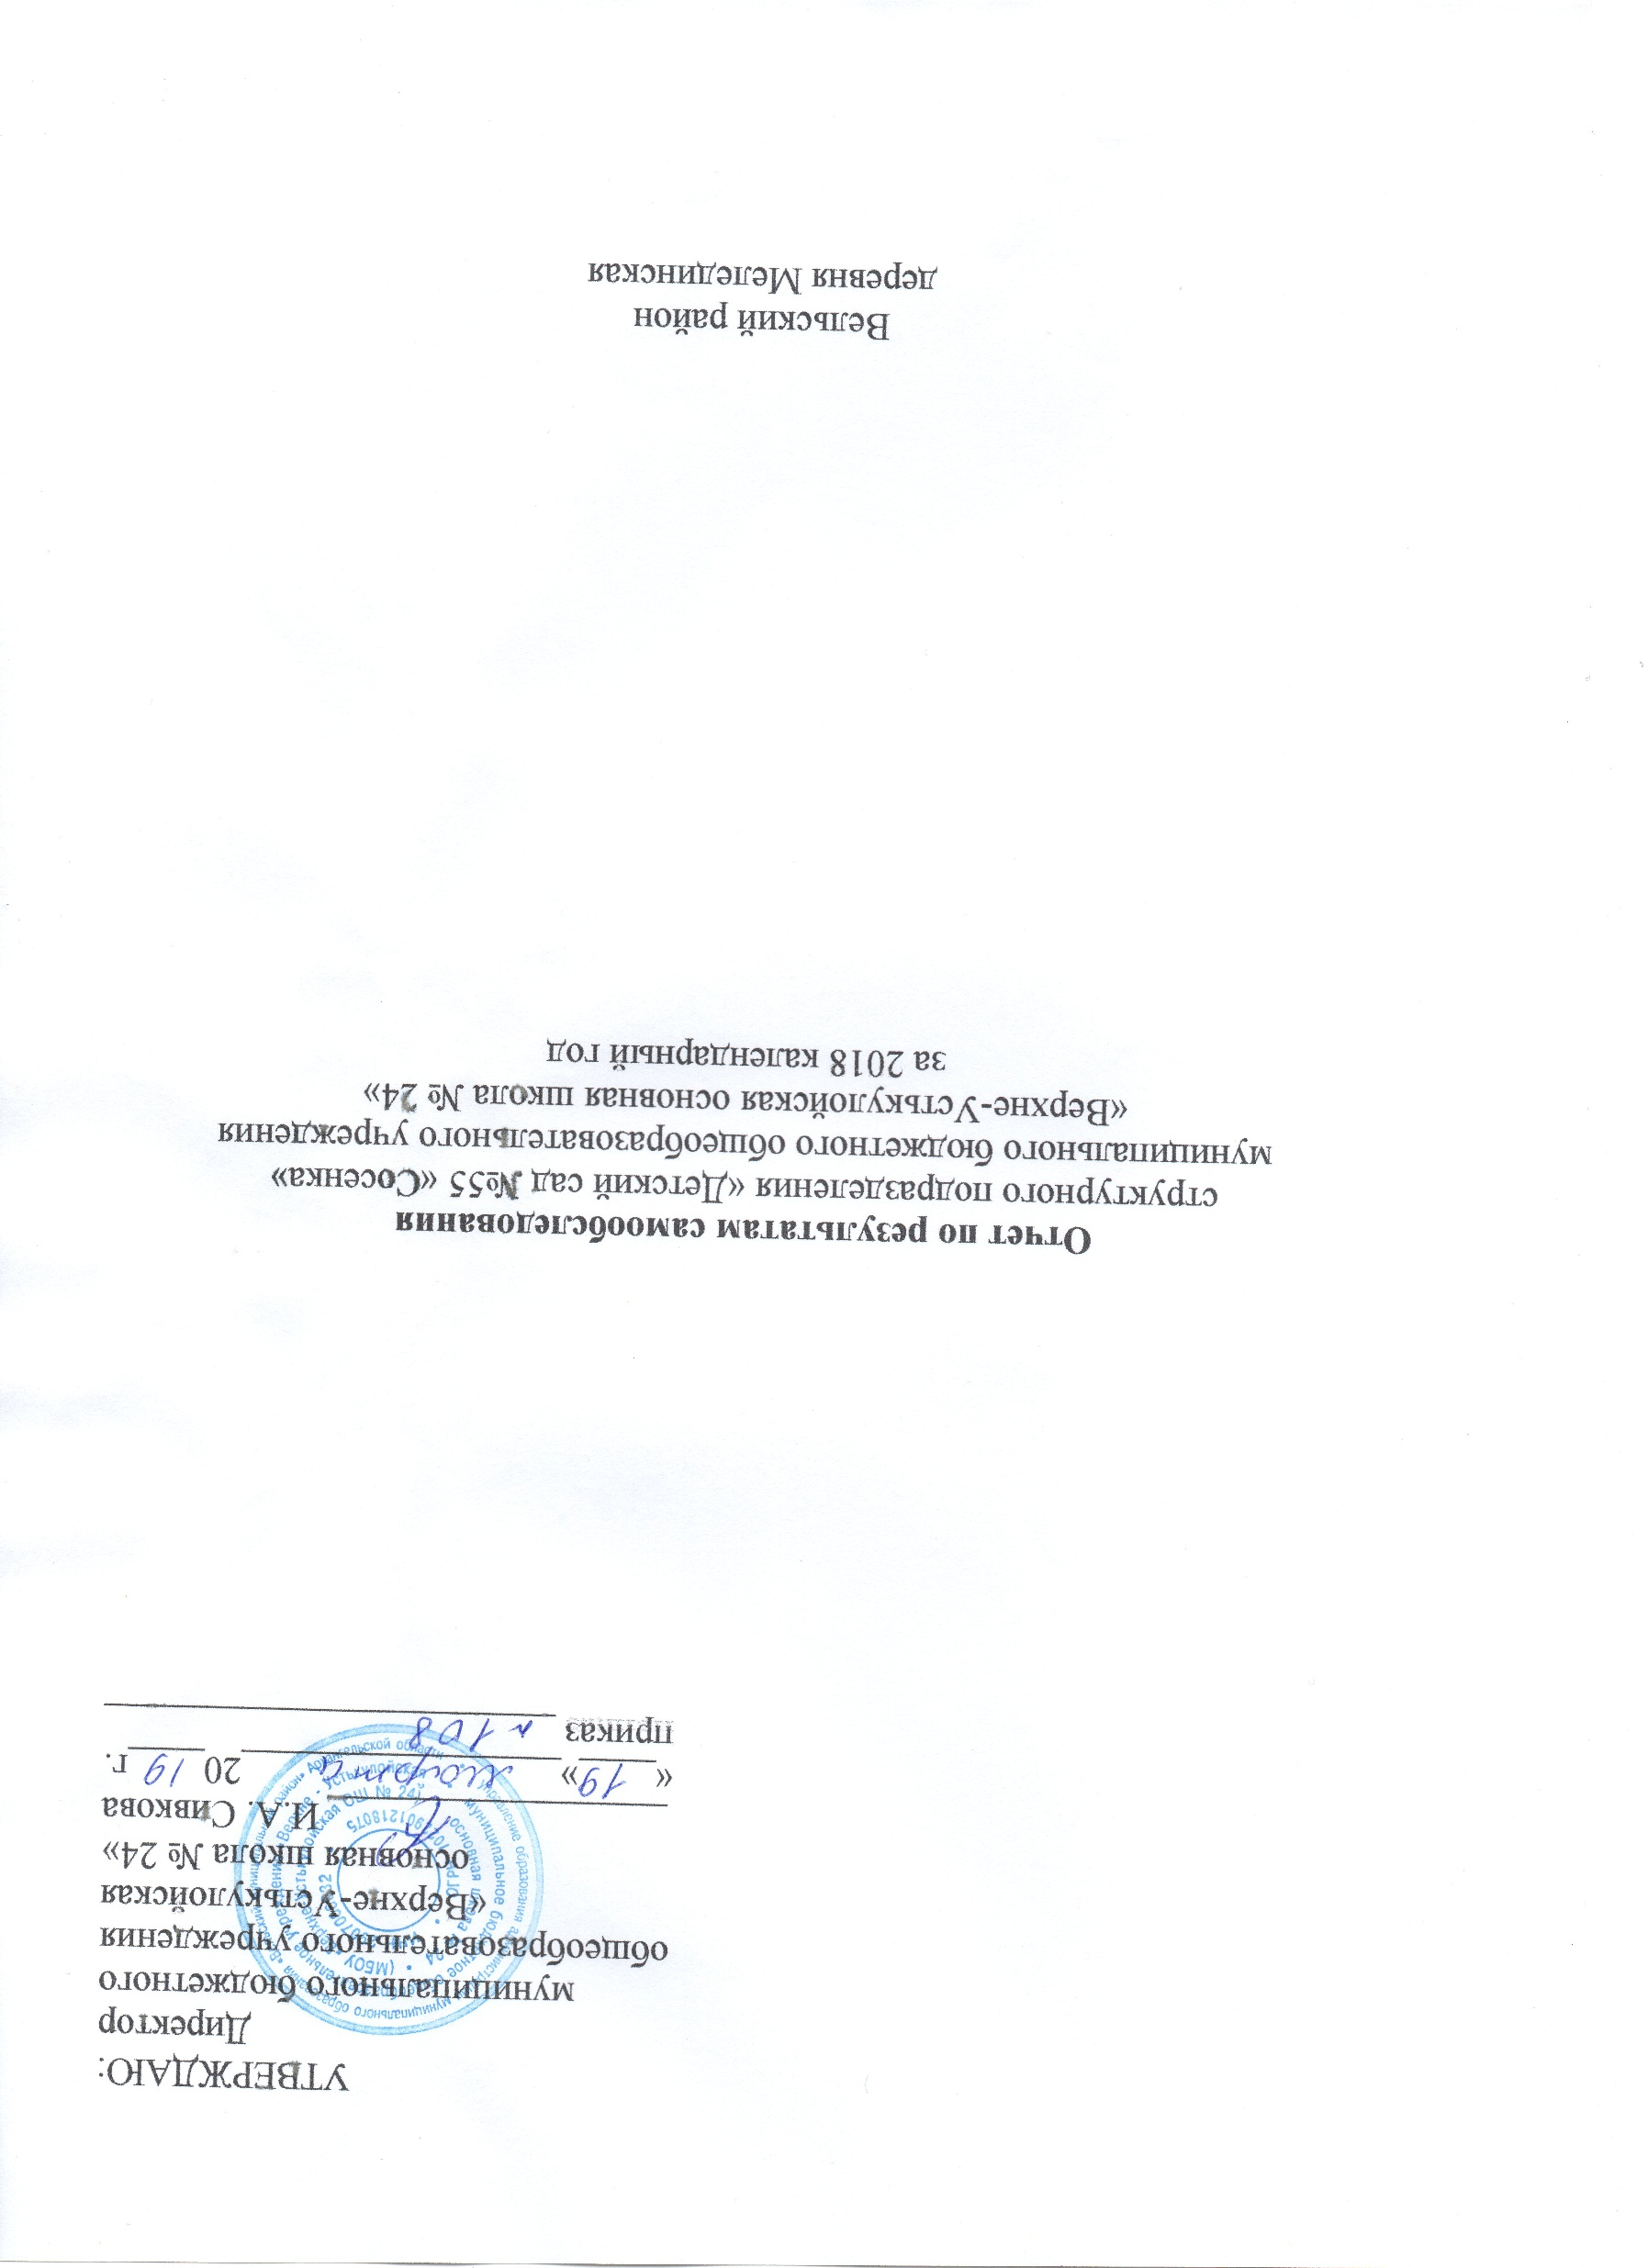 УТВЕРЖДАЮ:
Директор
муниципального бюджетного
общеобразовательного учреждения
«Верхне-Устькулойская
основная школа № 24»
И.А. Сивкова
« 19 » марта 20 19 г.
приказ № 108
Отчет по результатам самообследования
структурного подразделения «Детский сад №55 «Сосенка»
муниципального бюджетного общеобразовательного учреждения
«Верхне-Устькулойская основная школа № 24»
за 2018 календарный год
Вельский район
деревня Мелединская